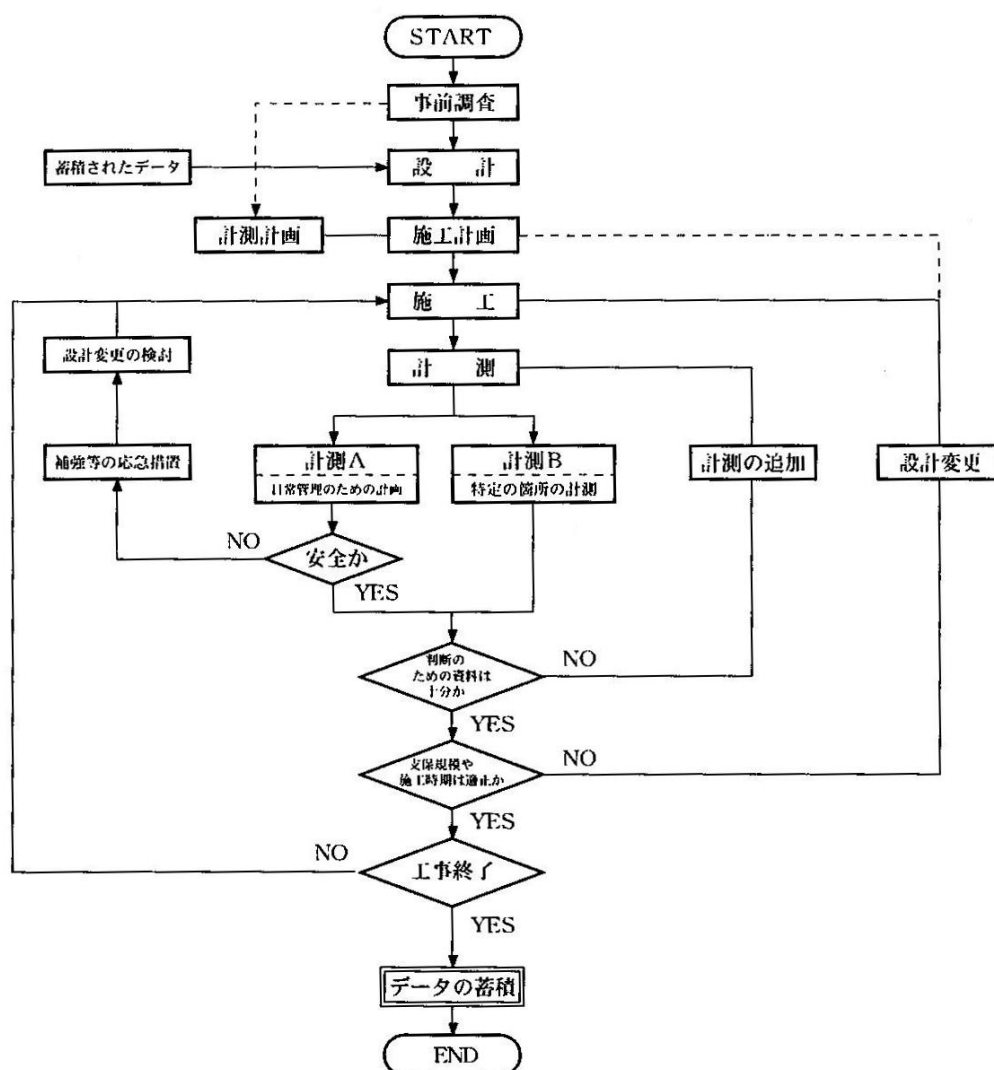 START
事前調査
蓄積されたデータ
設 計
計測計画
施工計画
施 工
設計変更の検討
計 測
補強等の応急措置
計測A
日常管理のための計画
計測B
特定の箇所の計測
計測の追加
設計変更
NO
安全か
YES
判断の
ための資料は
十分か
NO
YES
支保規模や
施工時期は適正か
NO
YES
NO
工事終了
YES
データの蓄積
END